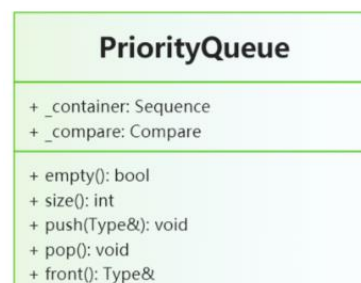 PriorityQueue
+ _container: Sequence
+ _compare: Compare
+ empty(): bool
+ size(): int
+ push(Type&): void
+ pop(): void
+ front(): Type&